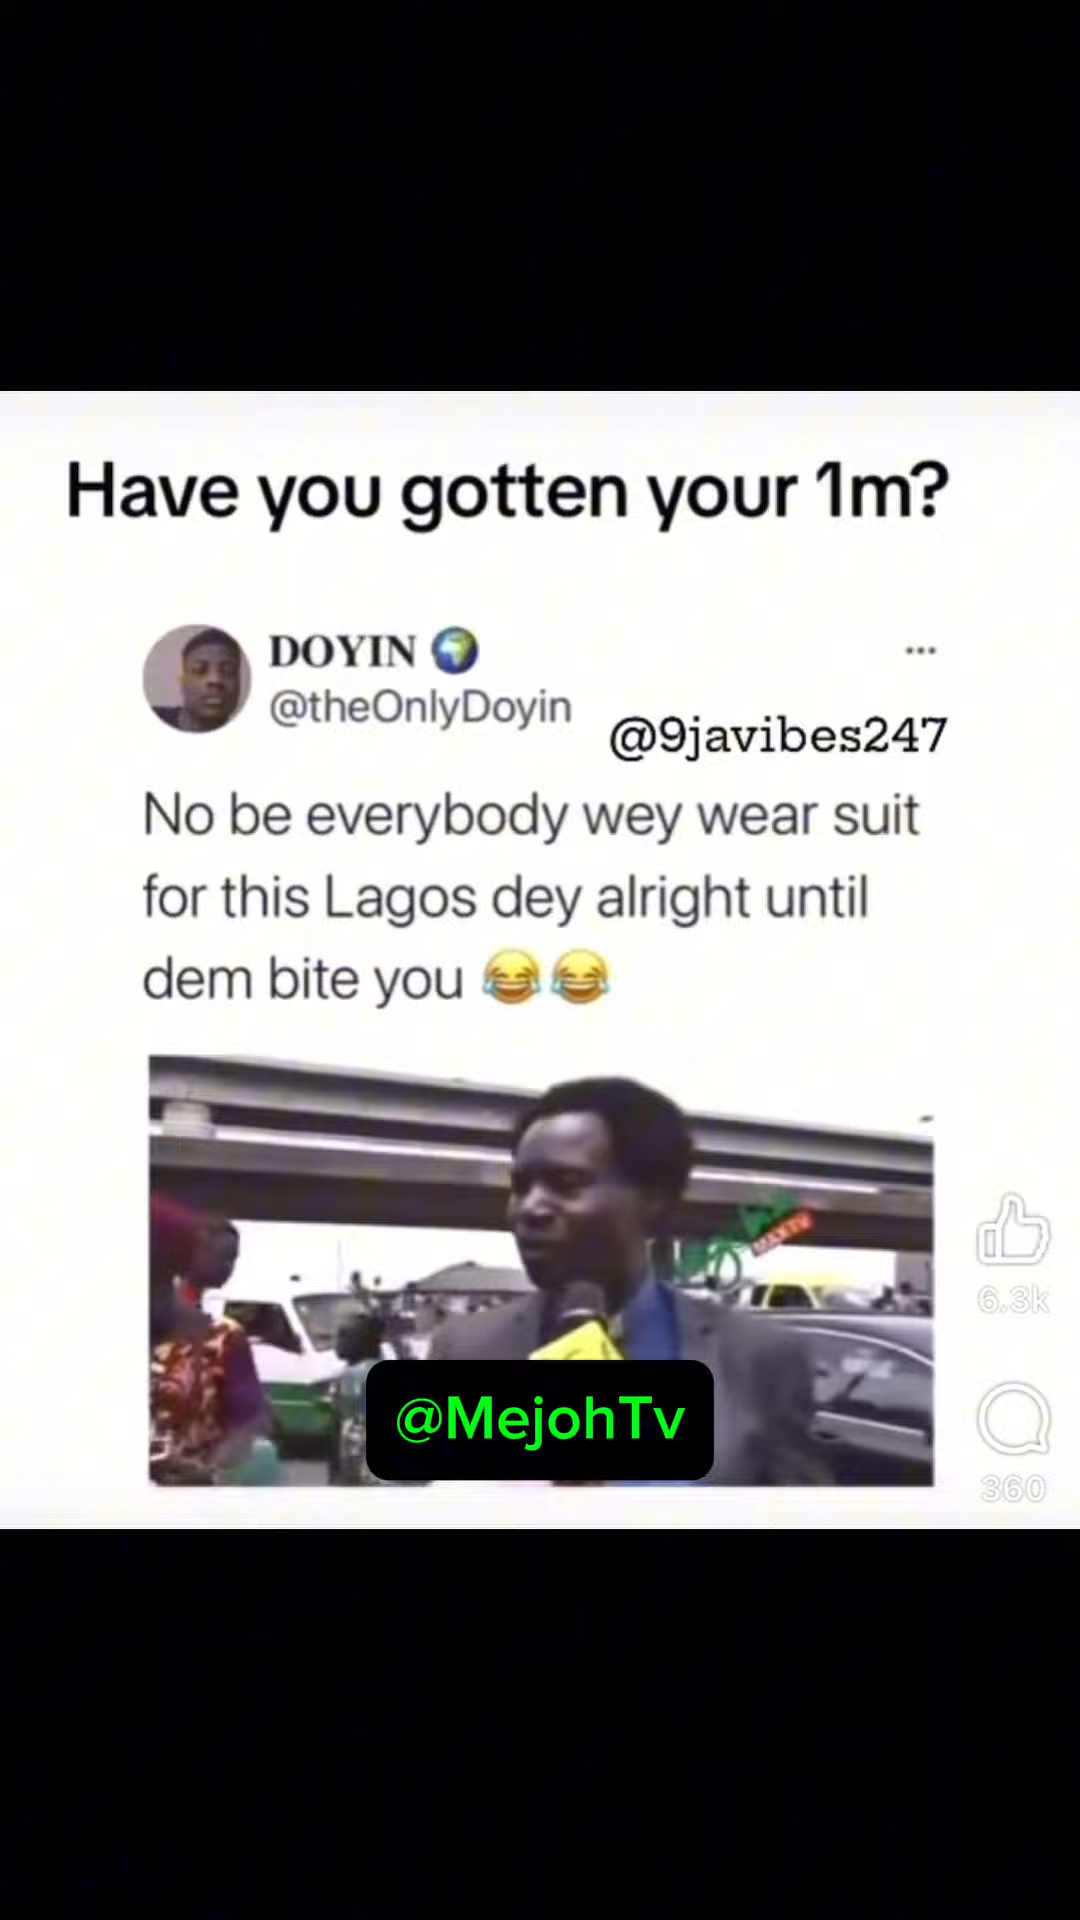 Have you gotten your 1m?
DOYIN 🌍
@theOnlyDoyin
@9javibes247
No be everybody wey wear suit
for this Lagos dey alright until
dem bite you 😂😂
MAXTV
@MejohTv
6.3k
360